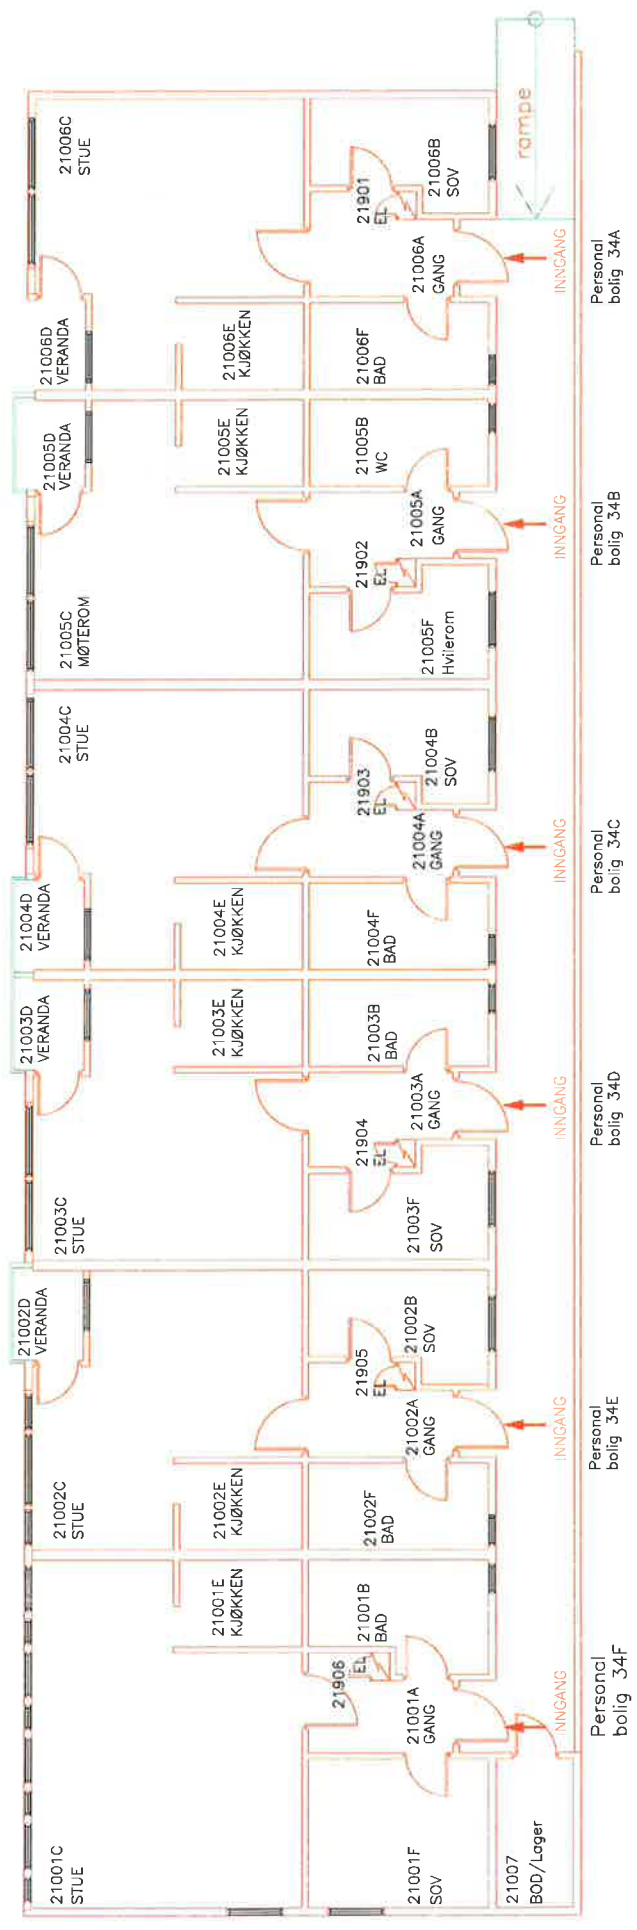 21001C
STUE
21002C
STUE
21002D
VERANDA
21003C
STUE
21003D
VERANDA
21004D
VERANDA
21004C
STUE
21005C
MØTEROM
21005D
VERANDA
21006D
VERANDA
21006C
STUE
21001E
KJØKKEN
21002E
KJØKKEN
21003E
KJØKKEN
21004E
KJØKKEN
21005E
KJØKKEN
21006E
KJØKKEN
21906
EL
21001B
BAD
21002F
BAD
21905
EL
21904
EL
21003B
BAD
21004F
BAD
21903
EL
21902
EL
21005B
WC
21006F
BAD
21901
EL
21001F
SOV
21001A
GANG
21002A
GANG
21002B
SOV
21003F
SOV
21003A
GANG
21004A
GANG
21004B
SOV
21005F
Hvilerom
21005A
GANG
21006A
GANG
21006B
SOV
21007
BOD/Lager
rampe
INNGANG
INNGANG
INNGANG
INNGANG
INNGANG
INNGANG
Personal
bolig 34F
Personal
bolig 34E
Personal
bolig 34D
Personal
bolig 34C
Personal
bolig 34B
Personal
bolig 34A